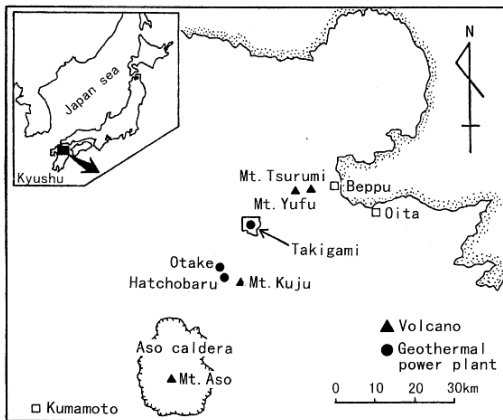 Japan sea
Kyushu
N
Mt. Tsurumi
Beppu
Mt. Yufu
Oita
Takigami
Otake
Hatchobaru
Mt. Kuju
Aso caldera
Mt. Aso
Kumamoto
Volcano
Geothermal
power plant
0 10 20 30km